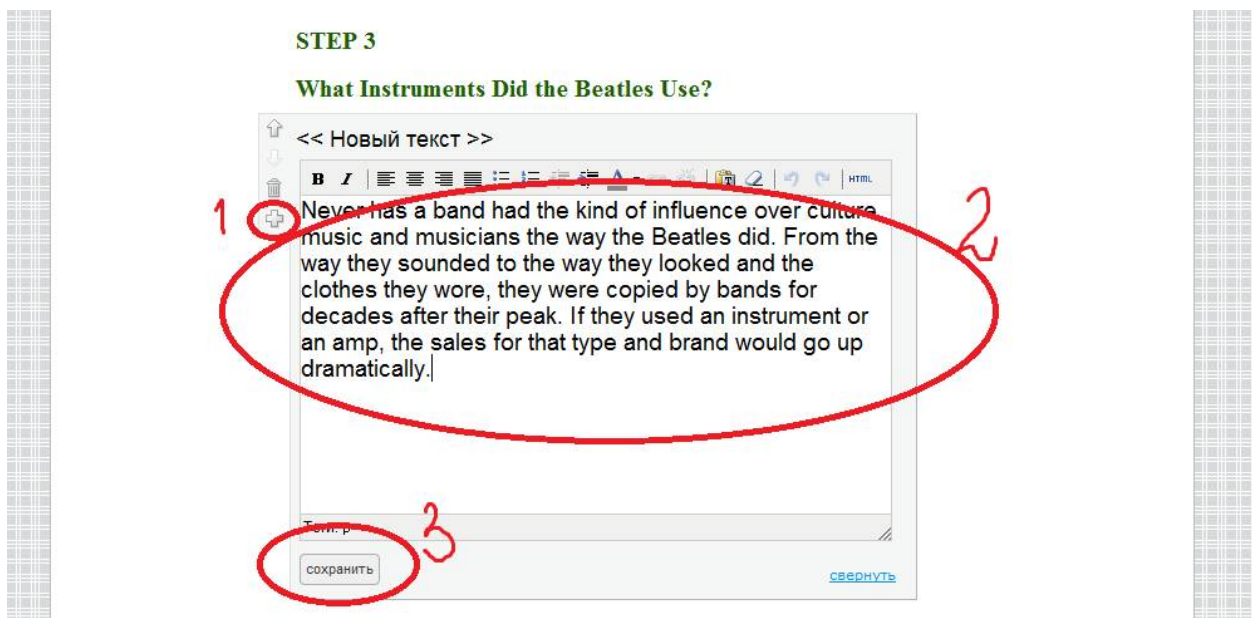 STEP 3
What Instruments Did the Beatles Use?
<< Новый текст >>
B I HTML
1
2
Never has a band had the kind of influence over culture
music and musicians the way the Beatles did. From the
way they sounded to the way they looked and the
clothes they wore, they were copied by bands for
decades after their peak. If they used an instrument or
an amp, the sales for that type and brand would go up
dramatically.
3
сохранить
свернуть